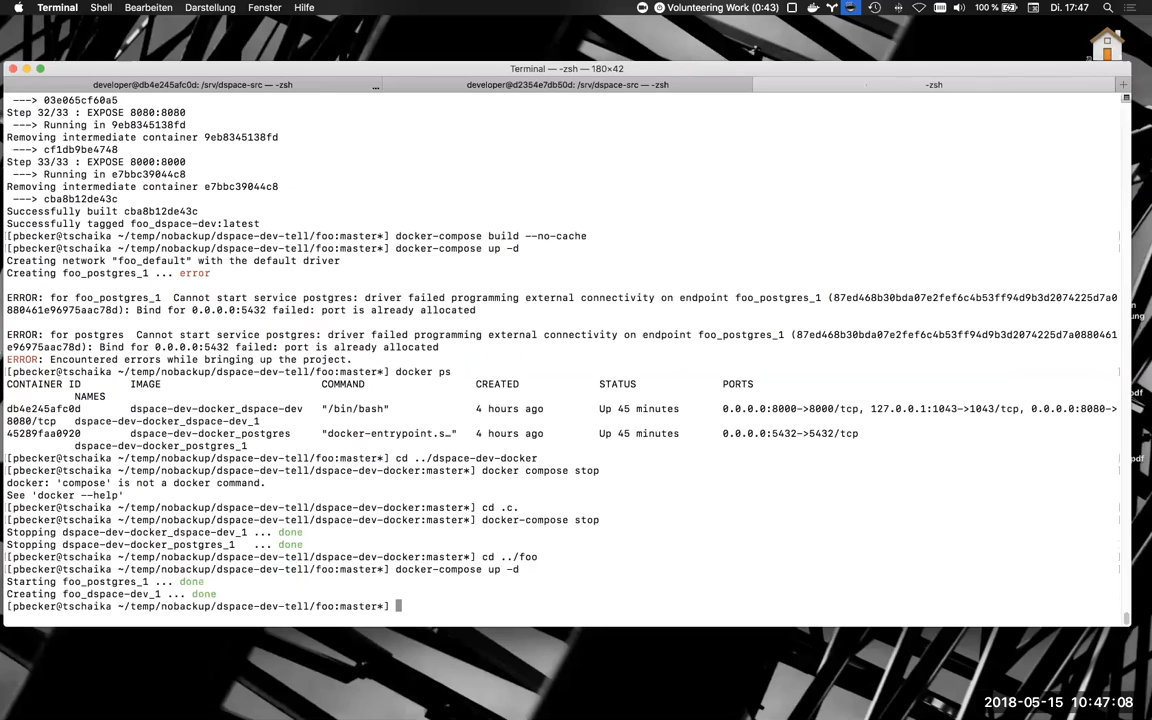 Terminal Shell Bearbeiten Darstellung Fenster Hilfe Volunteering Work (0:43) 100 % Di. 17:47
Terminal — -zsh — 180×42
developer@db4e245afc0d: /srv/dspace-src — -zsh ... developer@d2354e7db50d: /srv/dspace-src — -zsh -zsh +
---> 03e065cf60a5
Step 32/33 : EXPOSE 8080:8080
---> Running in 9eb8345138fd
Removing intermediate container 9eb8345138fd
---> cf1db9be4748
Step 33/33 : EXPOSE 8000:8000
---> Running in e7bbc39044c8
Removing intermediate container e7bbc39044c8
---> cba8b12de43c
Successfully built cba8b12de43c
Successfully tagged foo_dspace-dev:latest
[pbecker@tschaika ~/temp/nobackup/dspace-dev-tell/foo:master*] docker-compose build --no-cache
[pbecker@tschaika ~/temp/nobackup/dspace-dev-tell/foo:master*] docker-compose up -d
Creating network "foo_default" with the default driver
Creating foo_postgres_1 ... error
ERROR: for foo_postgres_1 Cannot start service postgres: driver failed programming external connectivity on endpoint foo_postgres_1 (87ed468b30bda07e2fef6c4b53ff94d9b3d2074225d7a0
880461e96975aac78d): Bind for 0.0.0.0:5432 failed: port is already allocated
ERROR: for postgres Cannot start service postgres: driver failed programming external connectivity on endpoint foo_postgres_1 (87ed468b30bda07e2fef6c4b53ff94d9b3d2074225d7a0880461
e96975aac78d): Bind for 0.0.0.0:5432 failed: port is already allocated
ERROR: Encountered errors while bringing up the project.
[pbecker@tschaika ~/temp/nobackup/dspace-dev-tell/foo:master*] docker ps
CONTAINER ID IMAGE COMMAND CREATED STATUS PORTS
NAMES
db4e245afc0d dspace-dev-docker_dspace-dev "/bin/bash" 4 hours ago Up 45 minutes 0.0.0.0:8000->8000/tcp, 127.0.0.1:1043->1043/tcp, 0.0.0.0:8080->
8080/tcp dspace-dev-docker_dspace-dev_1
45289faa0920 dspace-dev-docker_postgres "docker-entrypoint.s…" 4 hours ago Up 45 minutes 0.0.0.0:5432->5432/tcp
dspace-dev-docker_postgres_1
[pbecker@tschaika ~/temp/nobackup/dspace-dev-tell/foo:master*] cd ../dspace-dev-docker
[pbecker@tschaika ~/temp/nobackup/dspace-dev-tell/dspace-dev-docker:master*] docker compose stop
docker: 'compose' is not a docker command.
See 'docker --help'
[pbecker@tschaika ~/temp/nobackup/dspace-dev-tell/dspace-dev-docker:master*] cd .c.
[pbecker@tschaika ~/temp/nobackup/dspace-dev-tell/dspace-dev-docker:master*] docker-compose stop
Stopping dspace-dev-docker_dspace-dev_1 ... done
Stopping dspace-dev-docker_postgres_1 ... done
[pbecker@tschaika ~/temp/nobackup/dspace-dev-tell/dspace-dev-docker:master*] cd ../foo
[pbecker@tschaika ~/temp/nobackup/dspace-dev-tell/foo:master*] docker-compose up -d
Starting foo_postgres_1 ... done
Creating foo_dspace-dev_1 ... done
[pbecker@tschaika ~/temp/nobackup/dspace-dev-tell/foo:master*]
2018-05-15 10:47:08